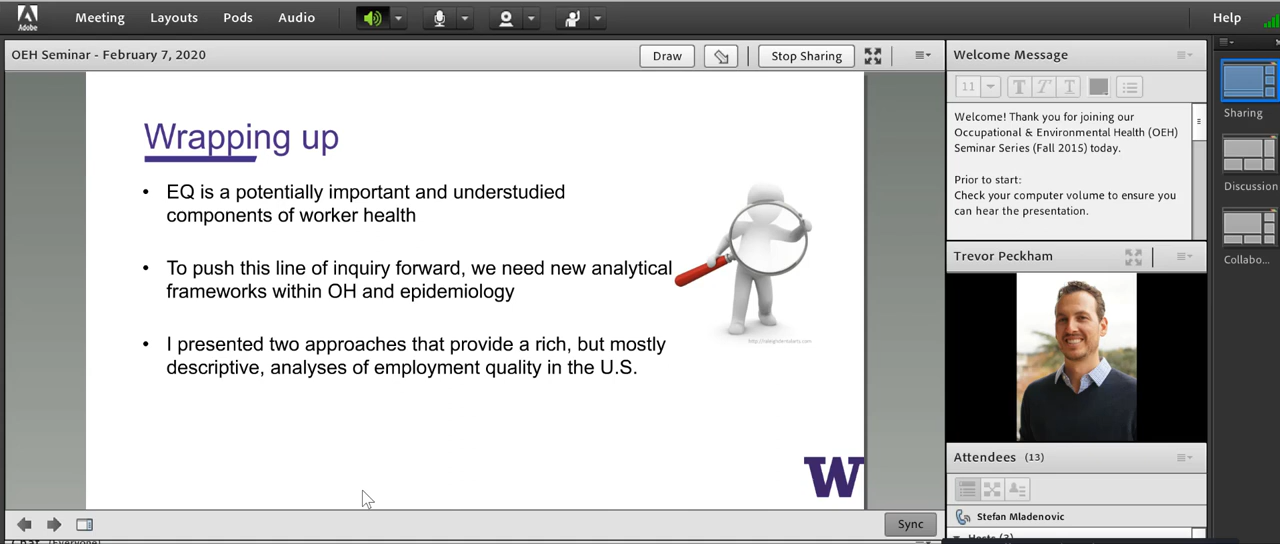 Adobe
Meeting
Layouts
Pods
Audio
Help
OEH Seminar - February 7, 2020
Draw
Stop Sharing
Wrapping up
• EQ is a potentially important and understudied
components of worker health
• To push this line of inquiry forward, we need new analytical
frameworks within OH and epidemiology
• I presented two approaches that provide a rich, but mostly
descriptive, analyses of employment quality in the U.S.
W
Sync
Welcome Message
11
T T T
Welcome! Thank you for joining our
Occupational & Environmental Health (OEH)
Seminar Series (Fall 2015) today.
Prior to start:
Check your computer volume to ensure you
can hear the presentation.
Trevor Peckham
Attendees (13)
Stefan Mladenovic
Sharing
Discussion
Collabo...